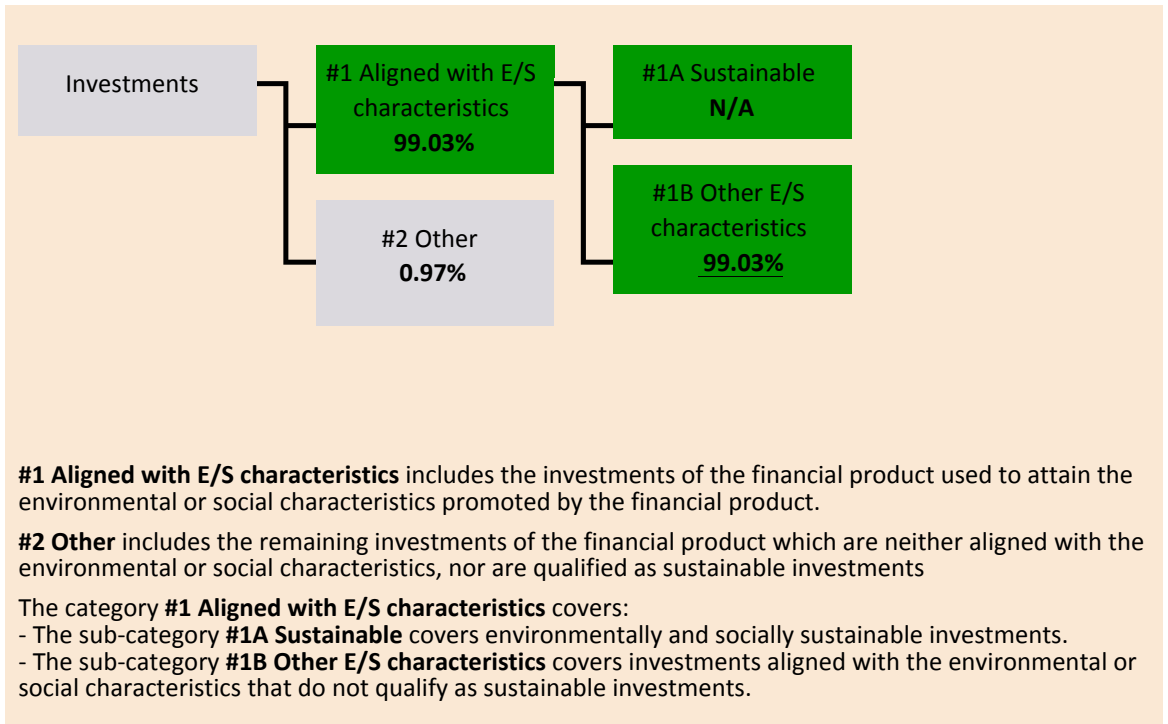 Investments
#1 Aligned with E/S
characteristics
99.03%
#2 Other
0.97%
#1A Sustainable
N/A
#1B Other E/S
characteristics
99.03%
#1 Aligned with E/S characteristics includes the investments of the financial product used to attain the
environmental or social characteristics promoted by the financial product.
#2 Other includes the remaining investments of the financial product which are neither aligned with the
environmental or social characteristics, nor are qualified as sustainable investments
The category #1 Aligned with E/S characteristics covers:
- The sub-category #1A Sustainable covers environmentally and socially sustainable investments.
- The sub-category #1B Other E/S characteristics covers investments aligned with the environmental or
social characteristics that do not qualify as sustainable investments.